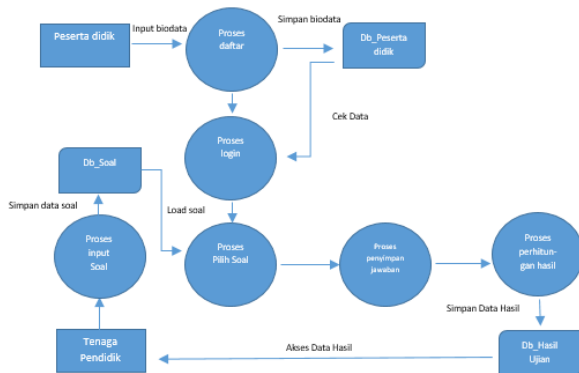 Peserta didik
Input biodata
Proses
daftar
Simpan biodata
Db_Peserta
didik
Cek Data
Proses
login
Db_Soal
Simpan data soal
Load soal
Proses
input
Soal
Proses
Pilih Soal
Proses
penyimpan
jawaban
Proses
perhitun-
gan hasil
Simpan Data Hasil
Tenaga
Pendidik
Akses Data Hasil
Db_Hasil
Ujian